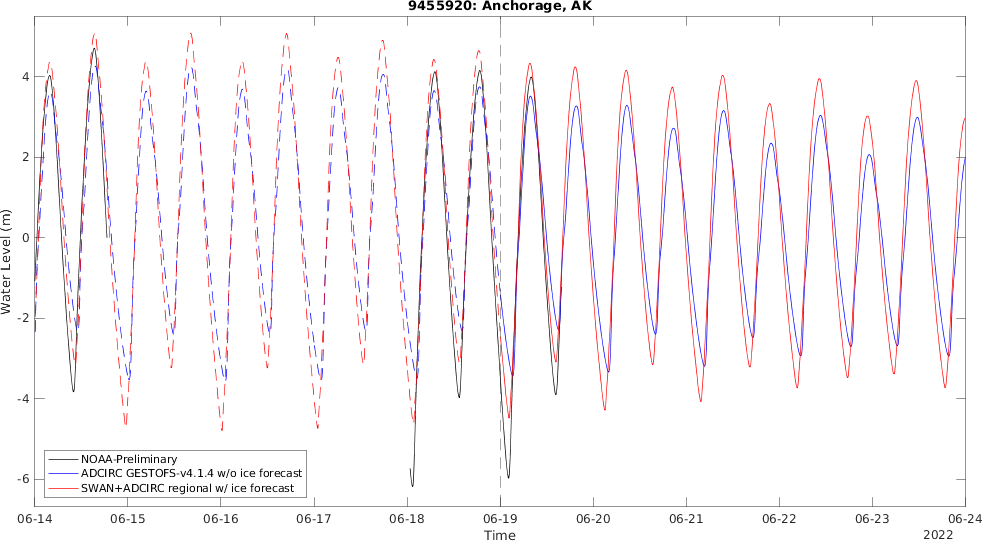 9455920: Anchorage, AK
Water Level (m)
4
2
0
-2
-4
-6
NOAA-Preliminary
ADCIRC GESTOFS-v4.1.4 w/o ice forecast
SWAN+ADCIRC regional w/ ice forecast
06-14 06-15 06-16 06-17 06-18 06-19 06-20 06-21 06-22 06-23 06-24
Time
2022